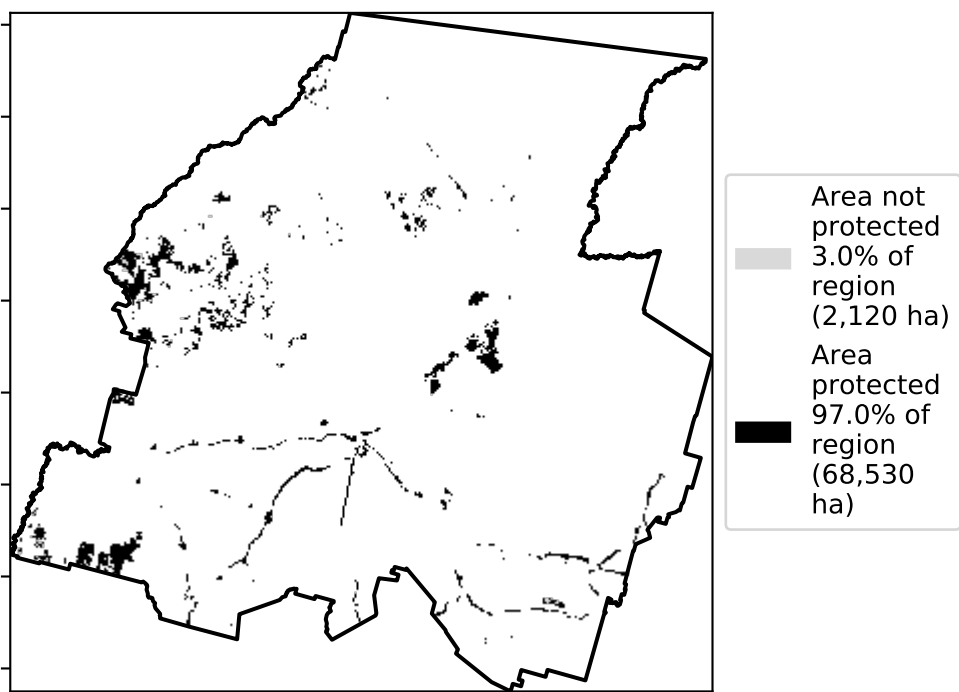 Area not
protected
3.0% of
region
(2,120 ha)
Area
protected
97.0% of
region
(68,530
ha)